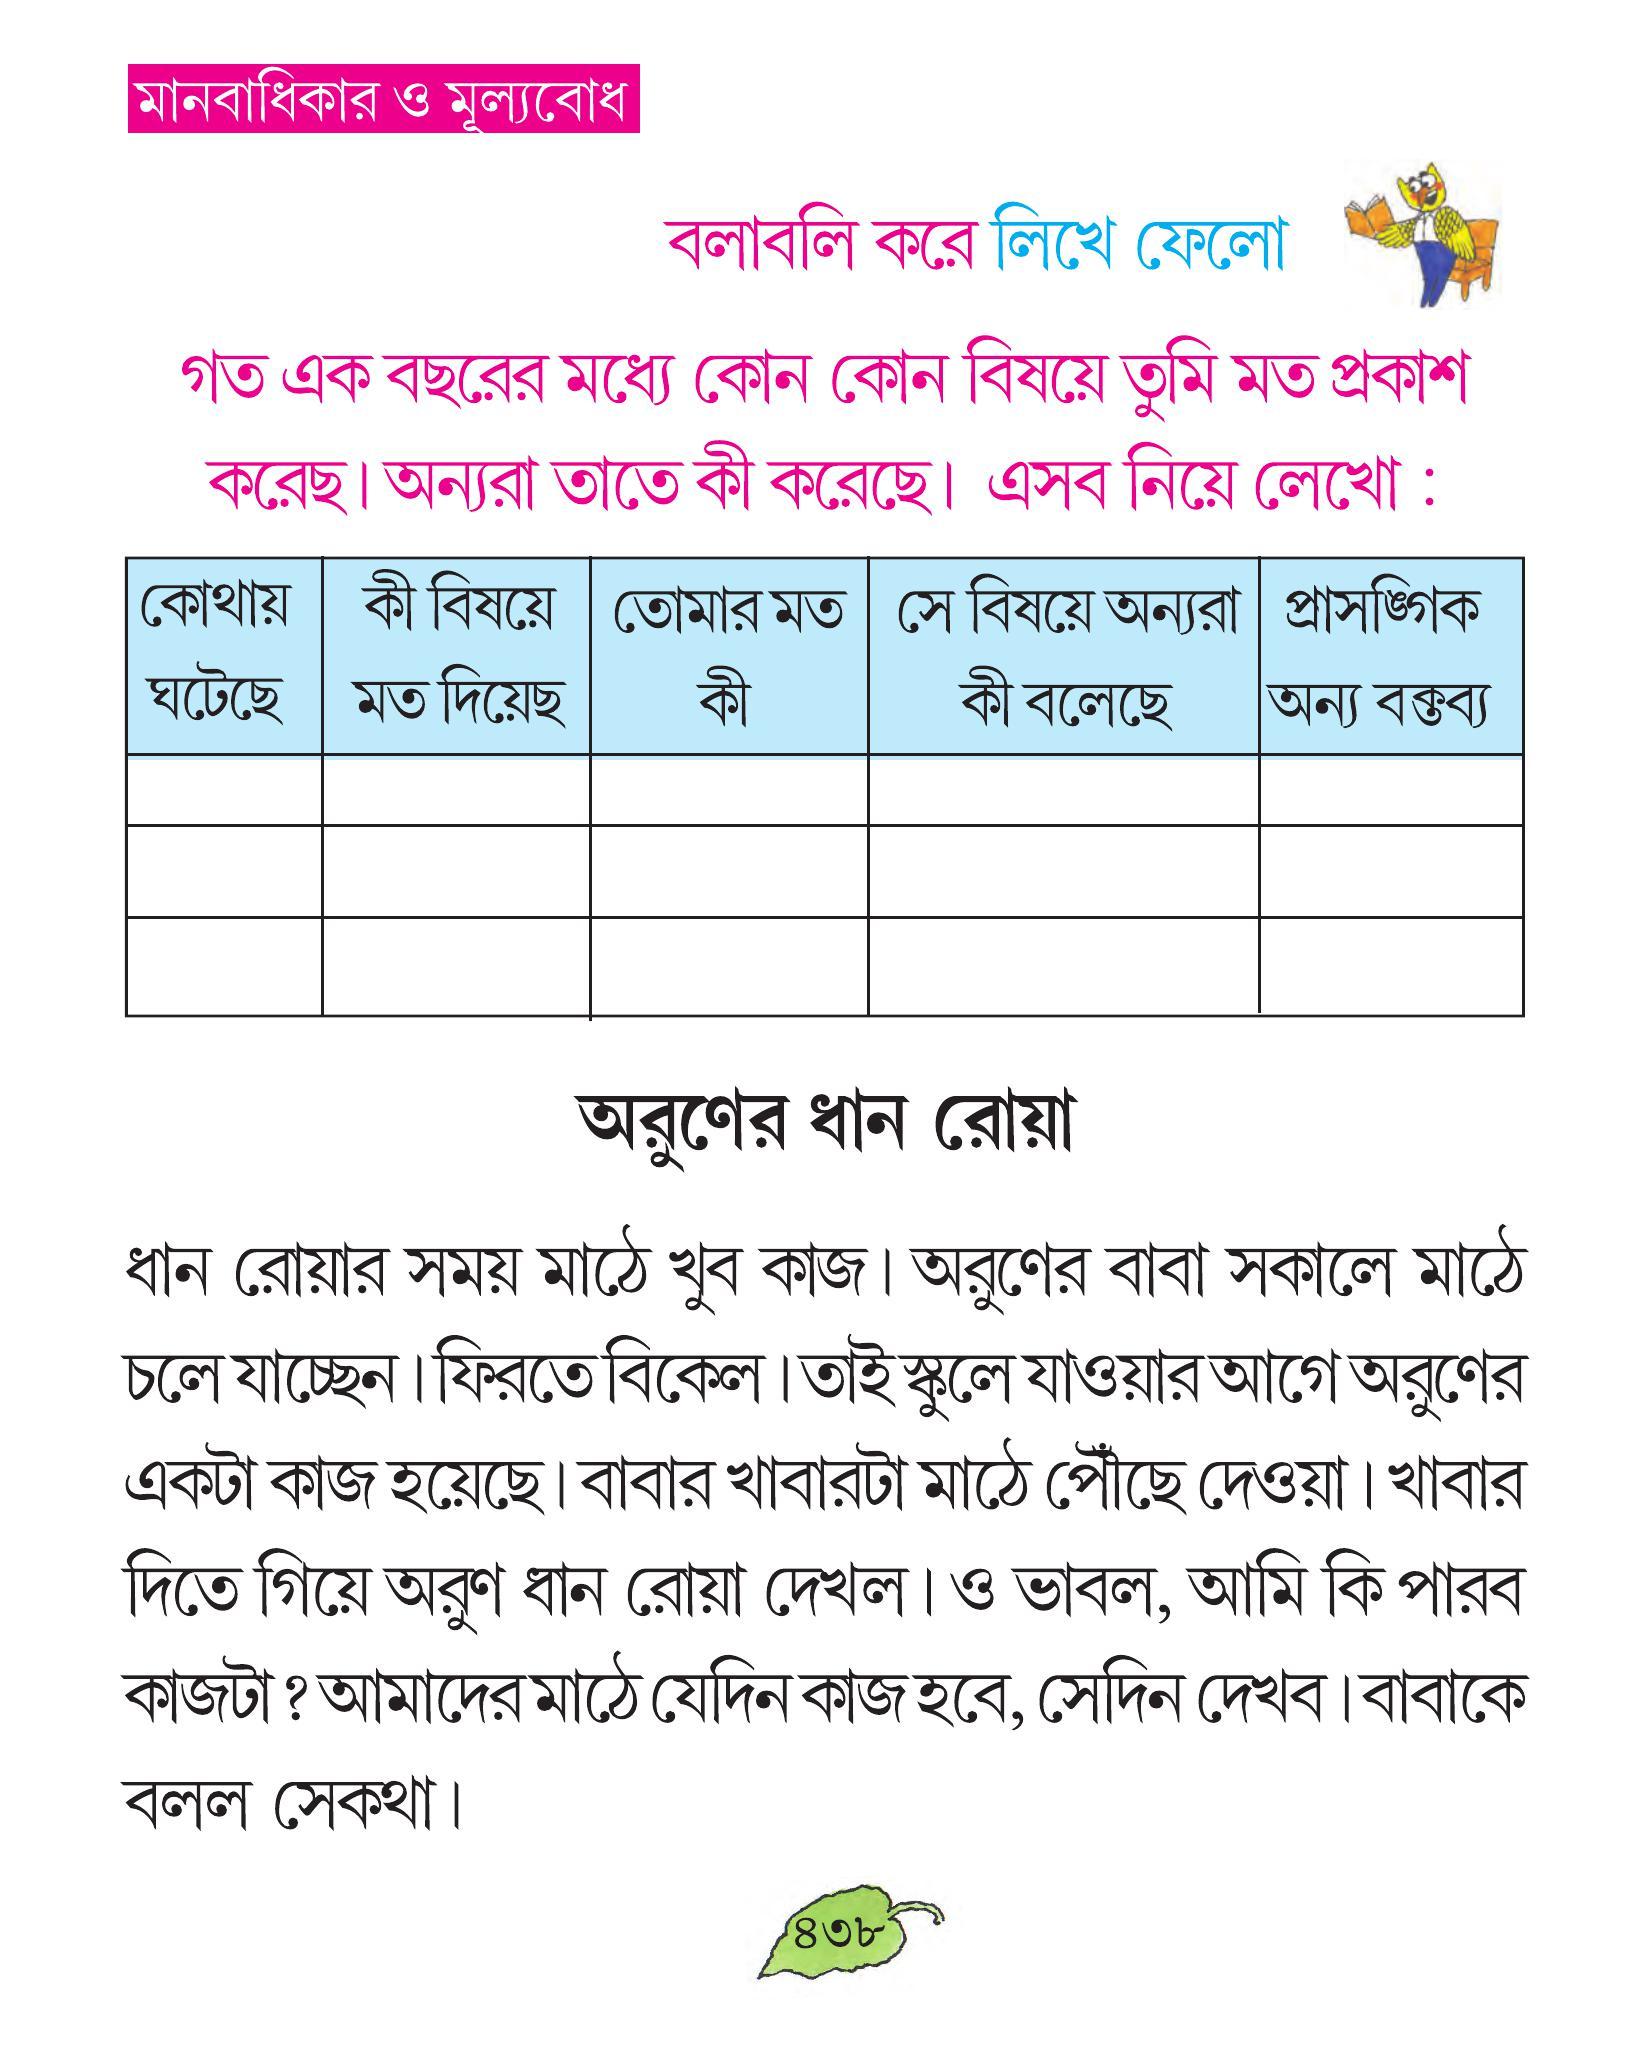 মানবাধিকার ও মূল্যবোধ
বলাবলি করে লিখে ফেলো
গত এক বছরের মধ্যে কোন কোন বিষয়ে তুমি মত প্রকাশ
করেছ। অন্যরা তাতে কী করেছে। এসব নিয়ে লেখো :
কোথায় ঘটেছে | কী বিষয়ে মত দিয়েছ | তোমার মত কী | সে বিষয়ে অন্যরা কী বলেছে | প্রাসঙ্গিক অন্য বক্তব্য
অরুণের ধান রোয়া
ধান রোয়ার সময় মাঠে খুব কাজ। অরুণের বাবা সকালে মাঠে
চলে যাচ্ছেন। ফিরতে বিকেল। তাই স্কুলে যাওয়ার আগে অরুণের
একটা কাজ হয়েছে। বাবার খাবারটা মাঠে পৌঁছে দেওয়া। খাবার
দিতে গিয়ে অরুণ ধান রোয়া দেখল। ও ভাবল, আমি কি পারব
কাজটা? আমাদের মাঠে যেদিন কাজ হবে, সেদিন দেখব। বাবাকে
বলল সেকথা।
৪৩৮